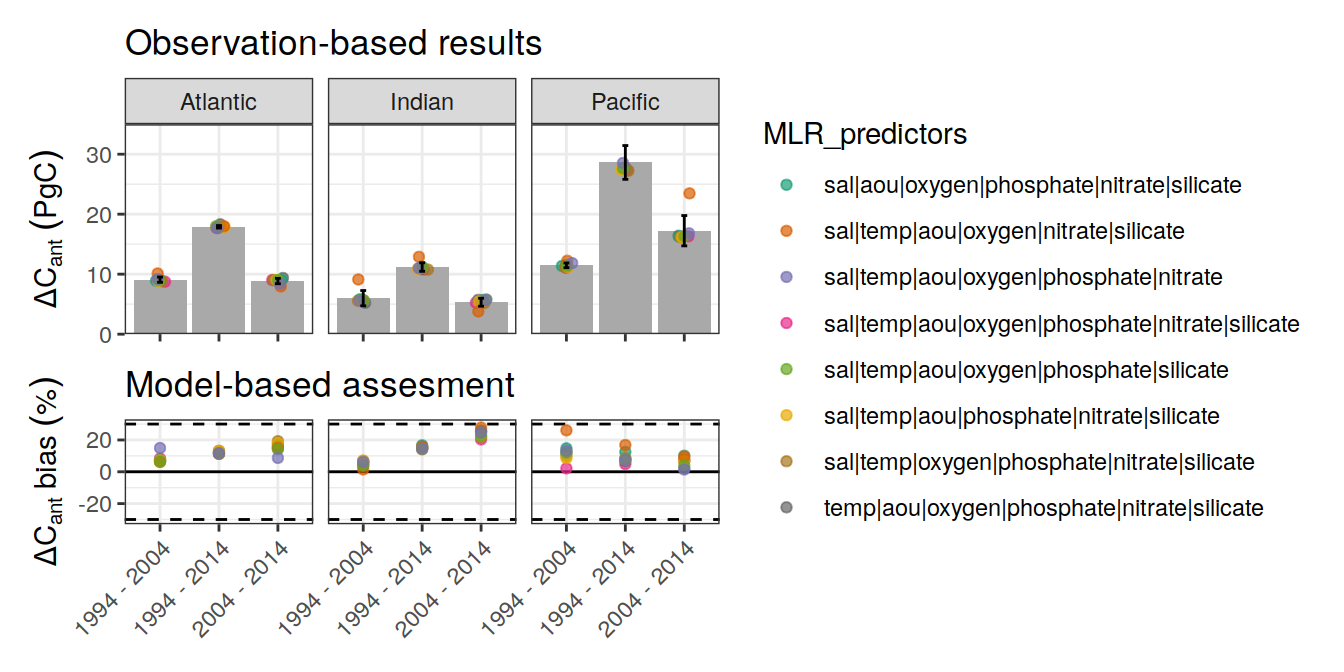 Observation-based results
Atlantic
Indian
Pacific
ΔCant (PgC)
30
20
10
0
Model-based assesment
ΔCant bias (%)
20
0
-20
1994 - 2004
1994 - 2014
2004 - 2014
1994 - 2004
1994 - 2014
2004 - 2014
1994 - 2004
1994 - 2014
2004 - 2014
MLR_predictors
sal|aou|oxygen|phosphate|nitrate|silicate
sal|temp|aou|oxygen|nitrate|silicate
sal|temp|aou|oxygen|phosphate|nitrate
sal|temp|aou|oxygen|phosphate|nitrate|silicate
sal|temp|aou|oxygen|phosphate|silicate
sal|temp|aou|phosphate|nitrate|silicate
sal|temp|oxygen|phosphate|nitrate|silicate
temp|aou|oxygen|phosphate|nitrate|silicate